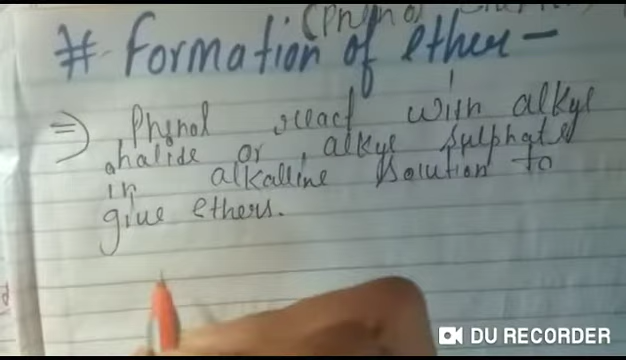 (Phenol
# Formation of ether -
⇒ Phenol react with alkyl
halide or alkyl sulphate
in alkaline solution to
give ethers.
DU RECORDER